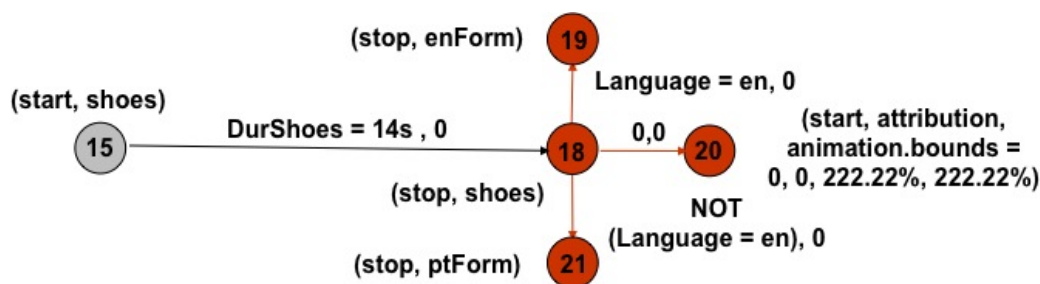 (stop, enForm)
19
Language = en, 0
(start, shoes)
15
DurShoes = 14s , 0
18
0,0
20
(start, attribution,
animation.bounds =
0, 0, 222.22%, 222.22%)
(stop, shoes)
NOT
(Language = en), 0
(stop, ptForm)
21